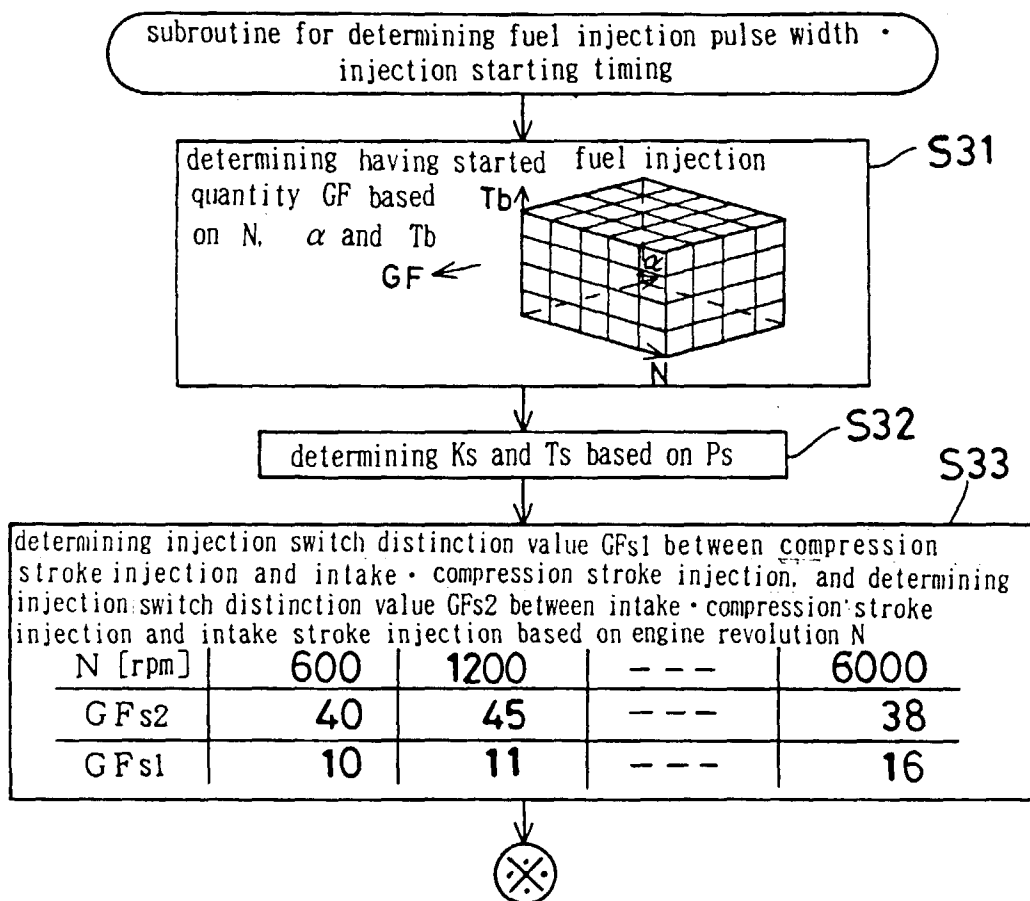 subroutine for determining fuel injection pulse width ·
injection starting timing
determining having started fuel injection
quantity GF based
on N, α and Tb
Tb
α
GF
N
S31
determining Ks and Ts based on Ps
S32
S33
determining injection switch distinction value GFs1 between compression
stroke injection and intake · compression stroke injection, and determining
injection switch distinction value GFs2 between intake · compression stroke
injection and intake stroke injection based on engine revolution N
N [rpm] 600 1200 --- 6000
GFs2 40 45 --- 38
GFs1 10 11 --- 16
※